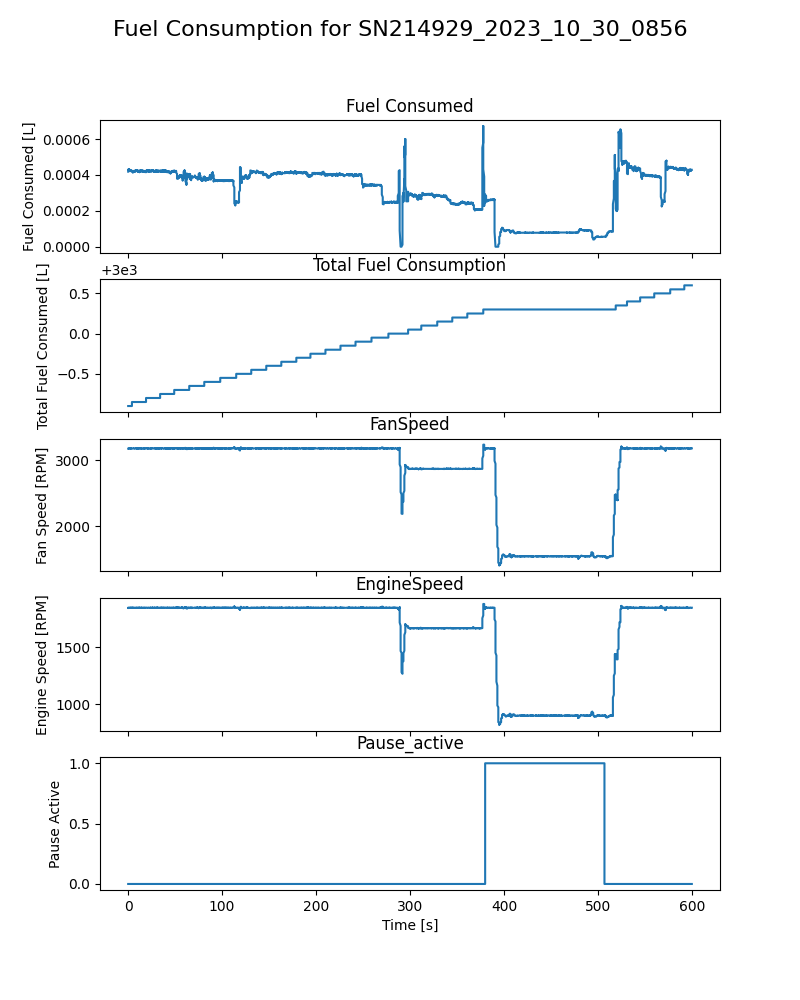 Fuel Consumption for SN214929_2023_10_30_0856
Fuel Consumed
Fuel Consumed [L]
0.0006
0.0004
0.0002
0.0000
+3e3
Total Fuel Consumption
Total Fuel Consumed [L]
0.5
0.0
−0.5
FanSpeed
Fan Speed [RPM]
3000
2000
EngineSpeed
Engine Speed [RPM]
1500
1000
Pause_active
Pause Active
1.0
0.5
0.0
0 100 200 300 400 500 600
Time [s]